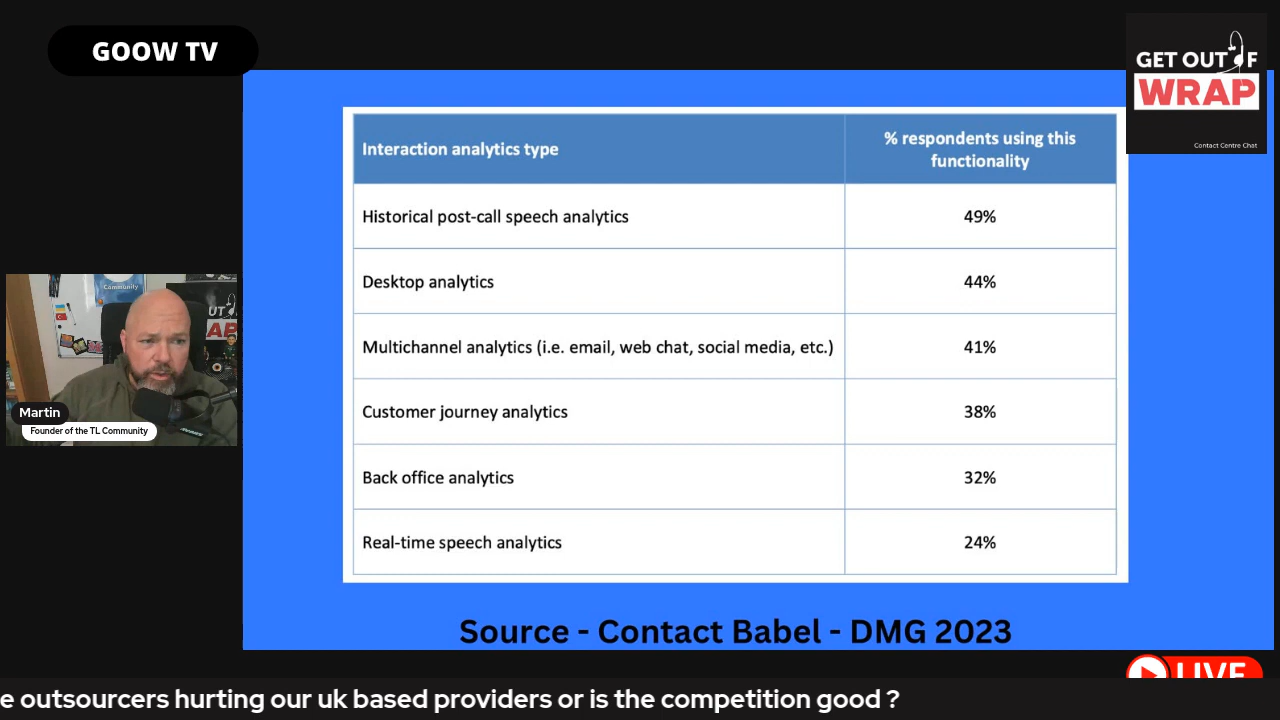 GOOW TV
GET OUT OF
WRAP
Contact Centre Chat
Interaction analytics type
% respondents using this
functionality
Historical post-call speech analytics
49%
Desktop analytics
44%
Multichannel analytics (i.e. email, web chat, social media, etc.)
41%
Customer journey analytics
38%
Back office analytics
32%
Real-time speech analytics
24%
Community
UT
AP
Martin
Founder of the TL Community
Source - Contact Babel - DMG 2023
LIVE
e outsourcers hurting our uk based providers or is the competition good ?